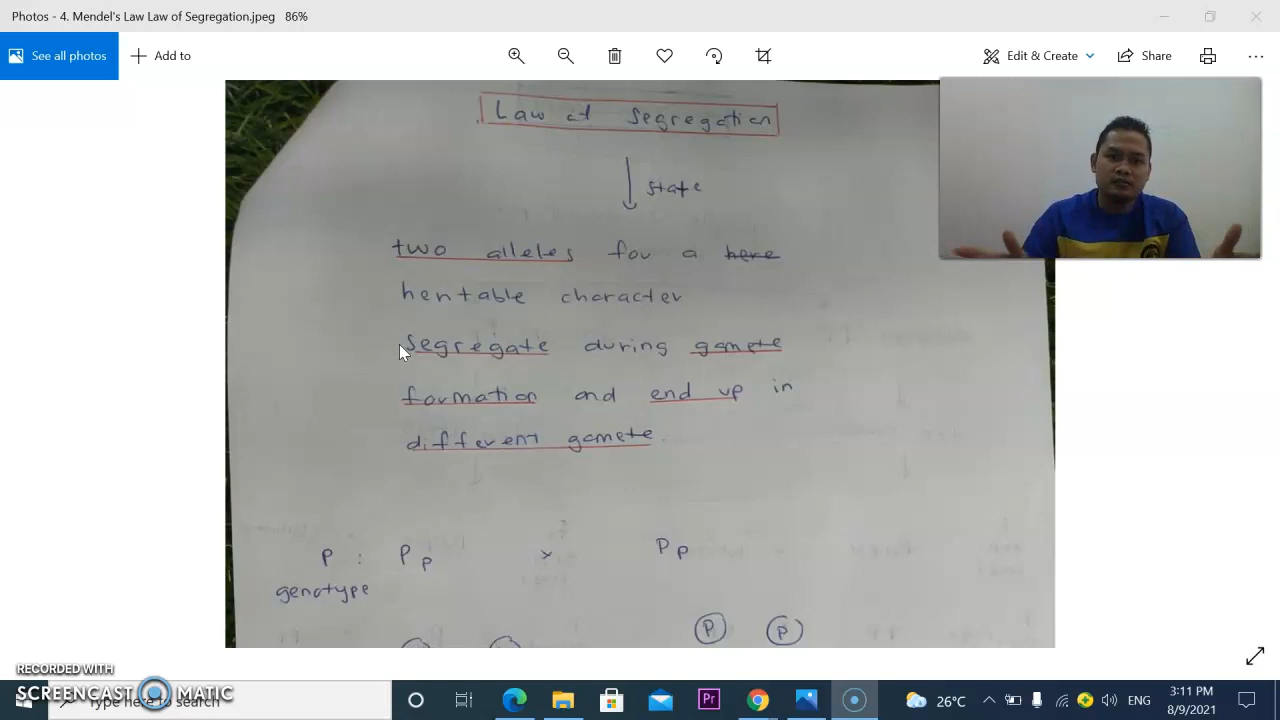 Photos - 4. Mendel's Law Law of Segregation.jpeg 86%
See all photos
Add to
Edit & Create
Share
Law of Segregation
state
two alleles for a here
heritable character
segregate during gamete
formation and end up in
different gamete.
P : Pp × Pp
genotype
P p
RECORDED WITH
SCREENCAST MATIC
Type here to search
Pr
26°C
ENG
3:11 PM
8/9/2021